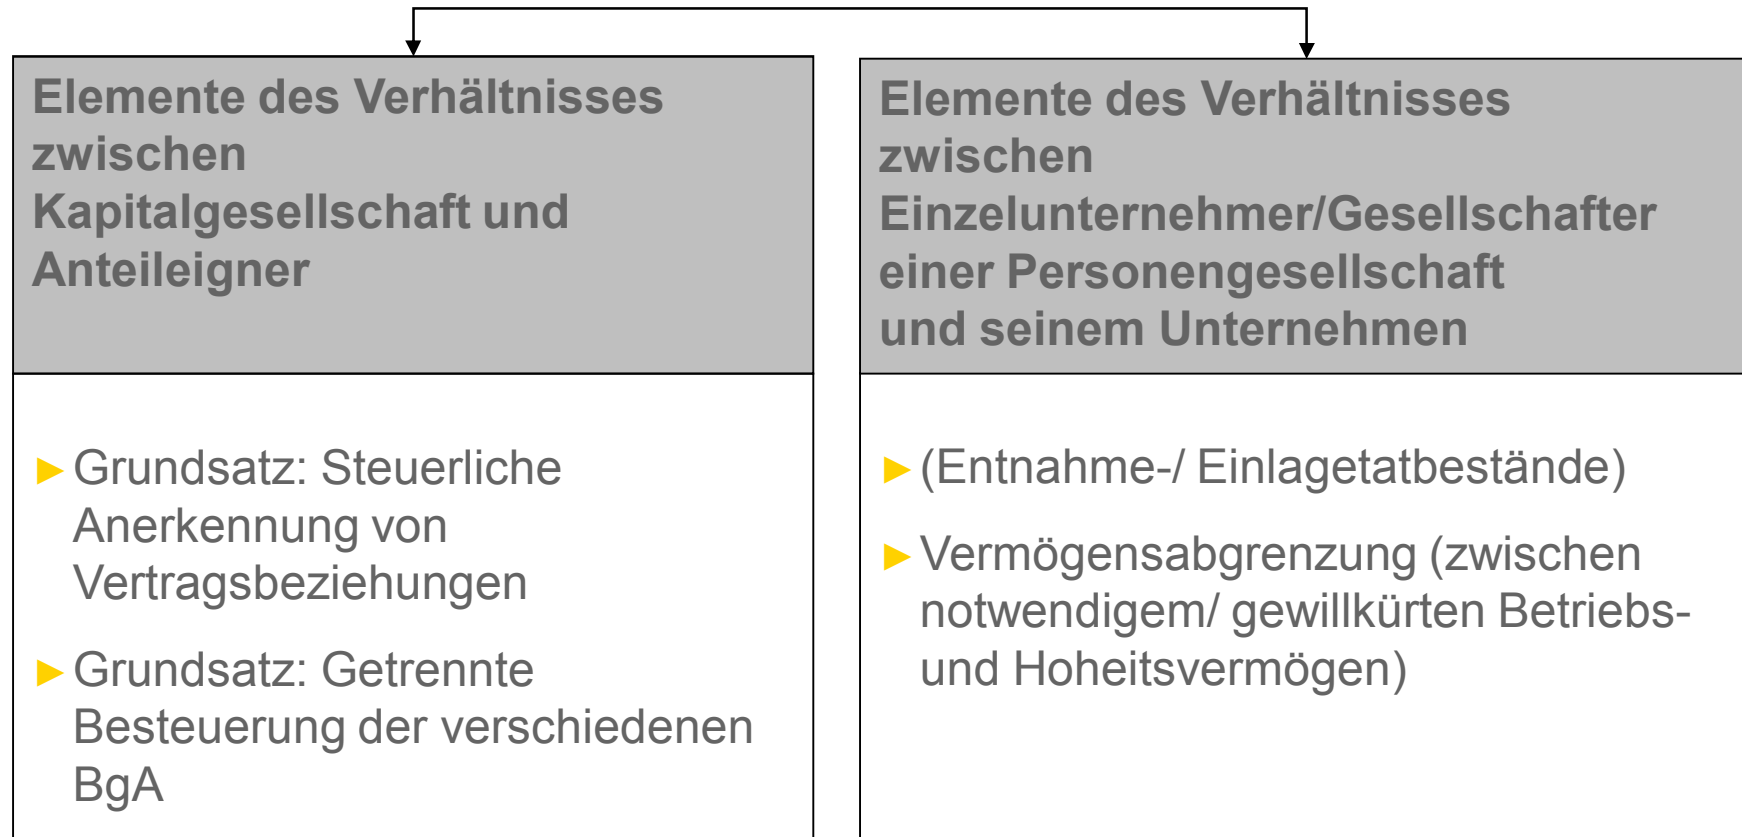 Elemente des Verhältnisses
zwischen
Kapitalgesellschaft und
Anteileigner
► Grundsatz: Steuerliche
Anerkennung von
Vertragsbeziehungen
► Grundsatz: Getrennte
Besteuerung der verschiedenen
BgA
Elemente des Verhältnisses
zwischen
Einzelunternehmer/Gesellschafter
einer Personengesellschaft
und seinem Unternehmen
► (Entnahme-/ Einlagetatbestände)
► Vermögensabgrenzung (zwischen
notwendigem/ gewillkürten Betriebs-
und Hoheitsvermögen)